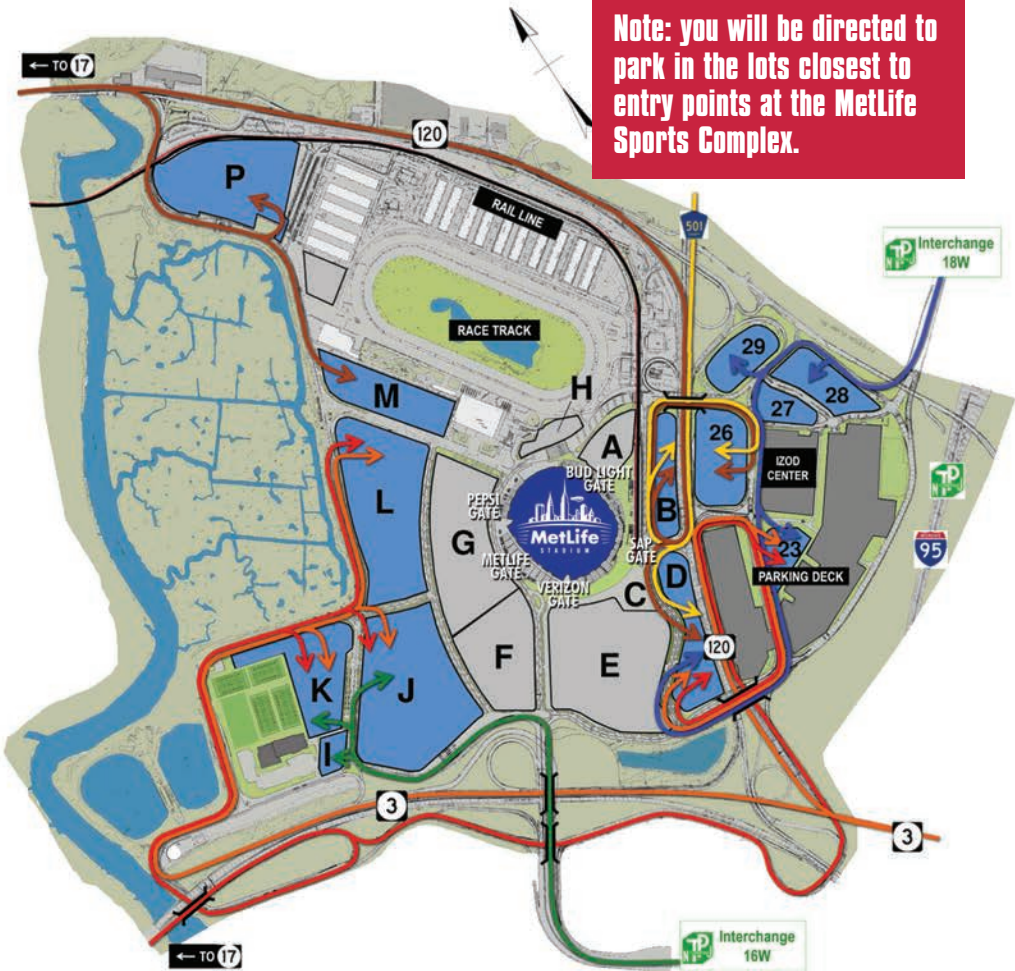 Note: you will be directed to
park in the lots closest to
entry points at the MetLife
Sports Complex.
← TO 17
120
P
RAIL LINE
501
Interchange
18W
RACE TRACK
29
28
27
M
H
26
A
IZOD
CENTER
BUD LIGHT
GATE
L
PEPSI
GATE
B
MetLife
STADIUM
G
SAP
GATE
METLIFE
GATE
VERIZON
GATE
23
95
PARKING DECK
D
C
120
F
E
K
J
I
3
3
← TO 17
Interchange
16W